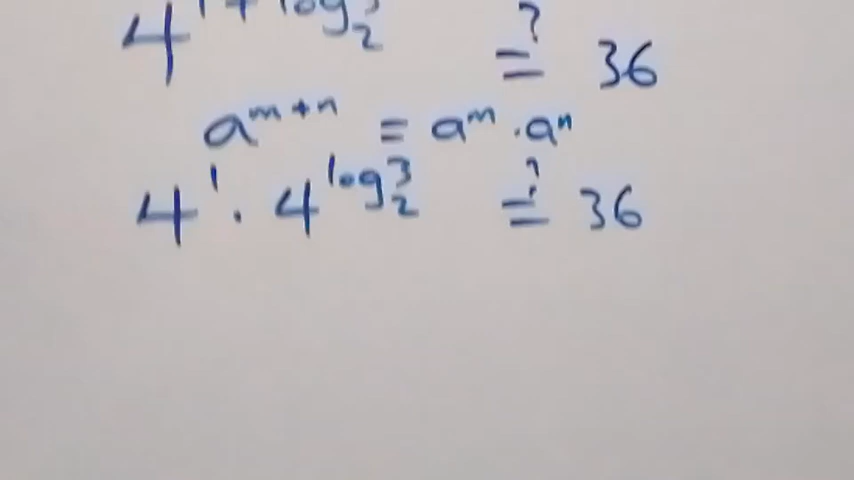 4^{1+log_2^3} ?= 36
a^{m+n} = a^m . a^n
4^1 . 4^{log_2^3} ?= 36